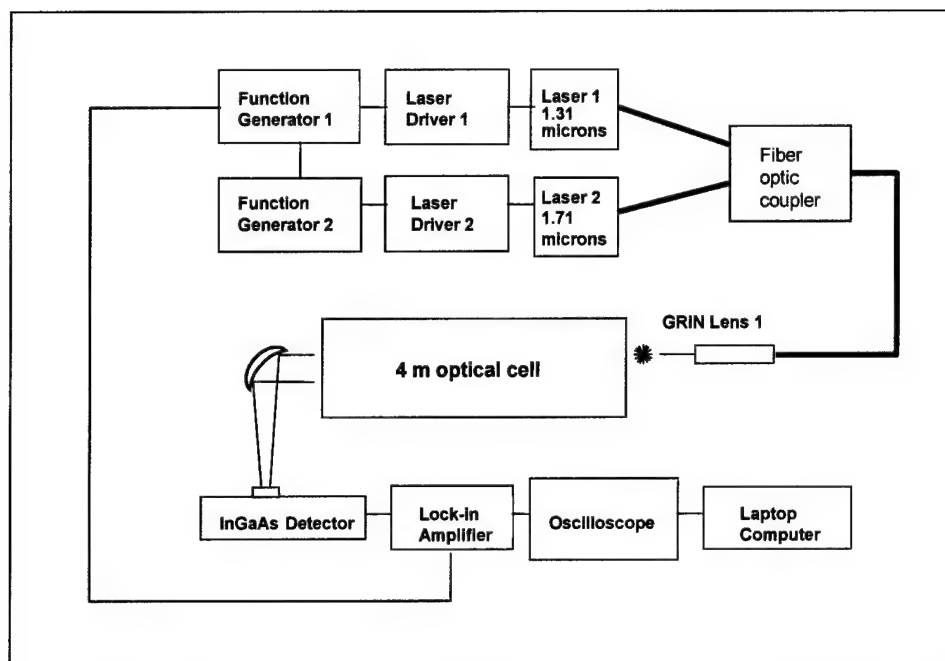 Function
Generator 1
Laser
Driver 1
Laser 1
1.31
microns
Fiber
optic
coupler
Function
Generator 2
Laser
Driver 2
Laser 2
1.71
microns
GRIN Lens 1
4 m optical cell
InGaAs Detector
Lock-in
Amplifier
Oscilloscope
Laptop
Computer